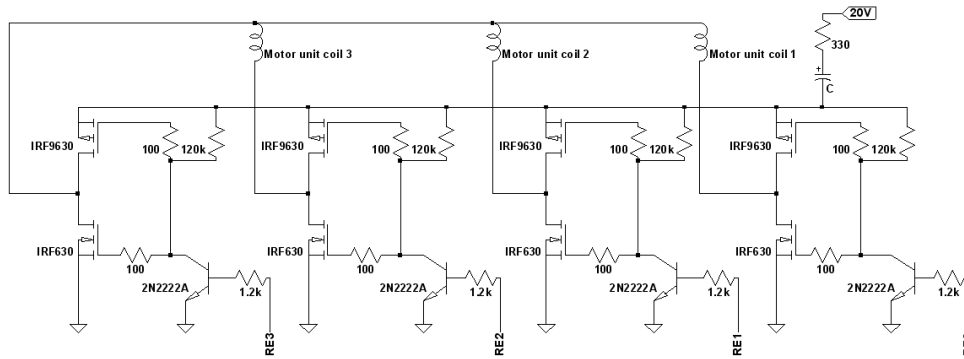 20V
330
+
C
Motor unit coil 3
Motor unit coil 2
Motor unit coil 1
IRF9630
100
120k
IRF9630
100
120k
IRF9630
100
120k
IRF9630
100
120k
IRF630
100
IRF630
100
IRF630
100
IRF630
100
2N2222A
1.2k
2N2222A
1.2k
2N2222A
1.2k
2N2222A
1.2k
RE3
RE2
RE1